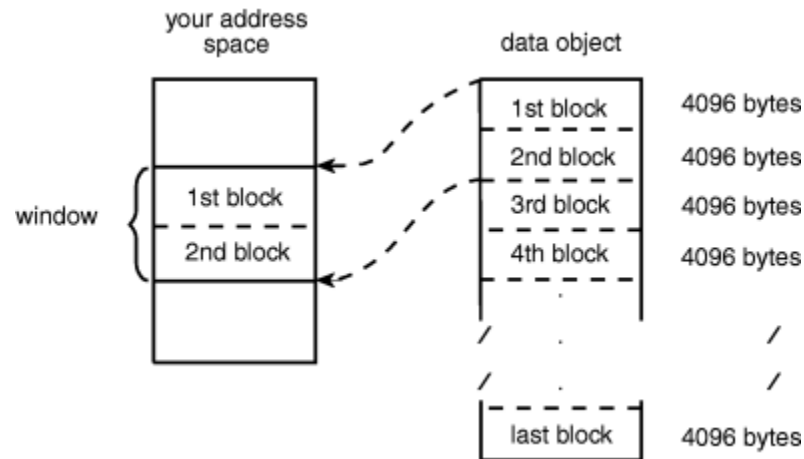 your address
space
data object
1st block 4096 bytes
2nd block 4096 bytes
window
1st block
2nd block
3rd block 4096 bytes
4th block 4096 bytes
.
/ . /
/ . /
last block 4096 bytes